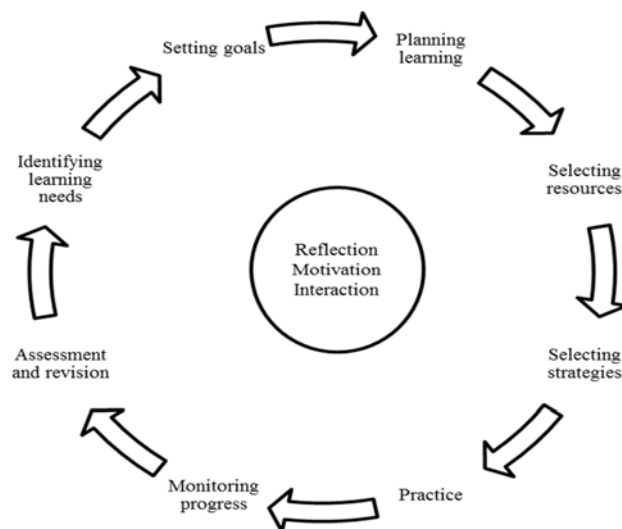 Setting goals
Planning
learning
Selecting
resources
Selecting
strategies
Practice
Monitoring
progress
Assessment
and revision
Identifying
learning
needs
Reflection
Motivation
Interaction